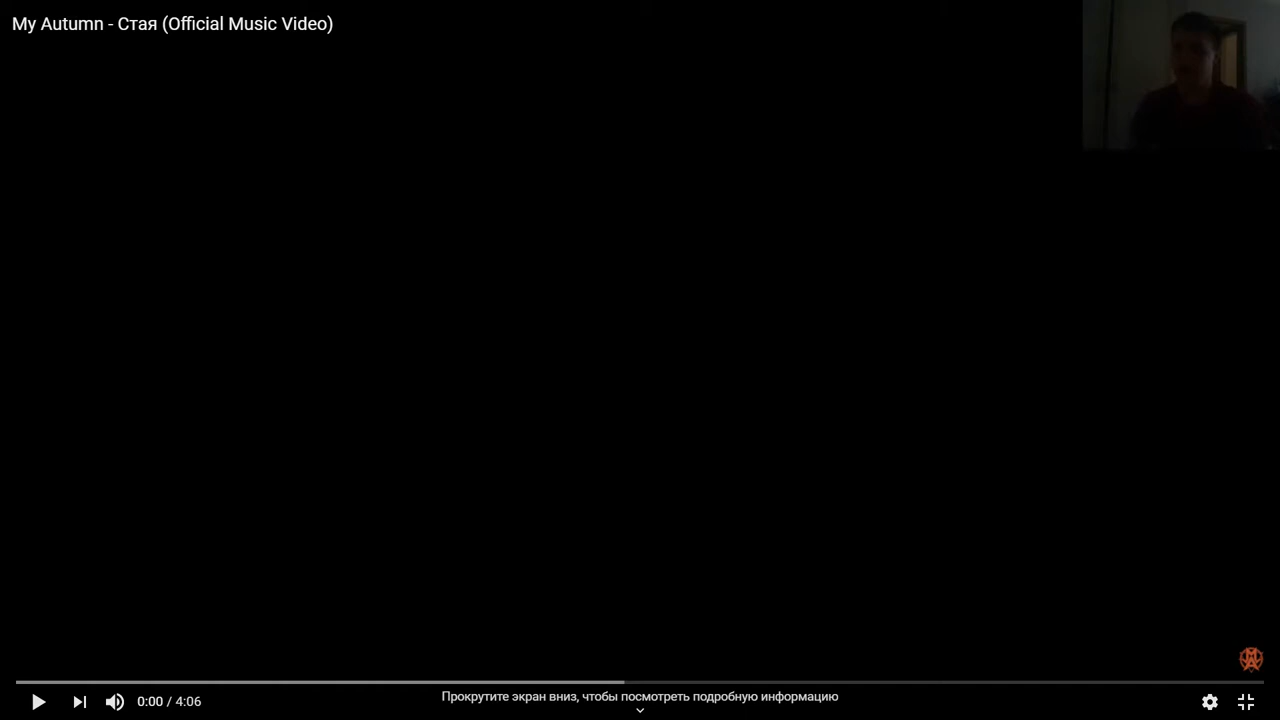 My Autumn - Стая (Official Music Video)
0:00 / 4:06
Прокрутите экран вниз, чтобы посмотреть подробную информацию